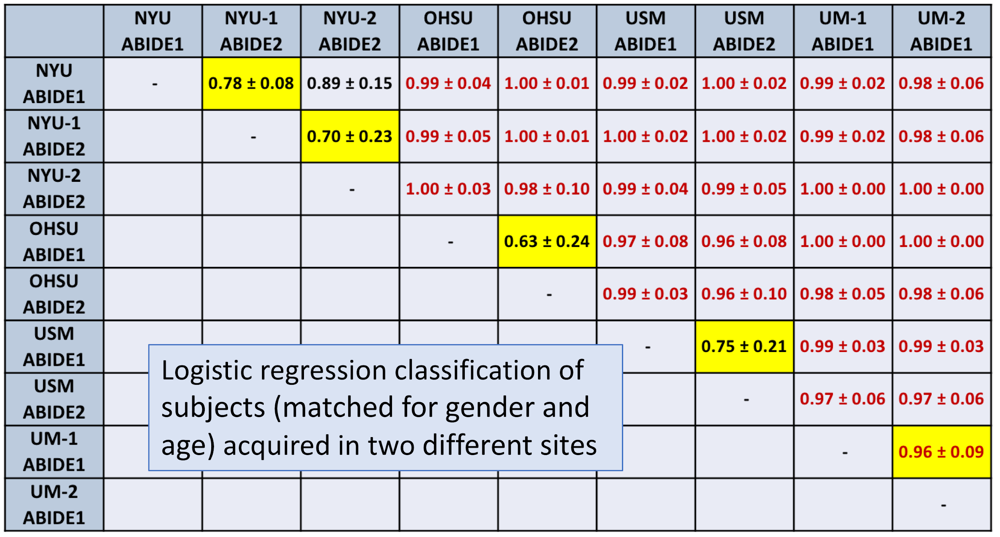 NYU ABIDE1 NYU-1 ABIDE2 NYU-2 ABIDE2 OHSU ABIDE1 OHSU ABIDE2 USM ABIDE1 USM ABIDE2 UM-1 ABIDE1 UM-2 ABIDE1
NYU ABIDE1 - 0.78 ± 0.08 0.89 ± 0.15 0.99 ± 0.04 1.00 ± 0.01 0.99 ± 0.02 1.00 ± 0.02 0.99 ± 0.02 0.98 ± 0.06
NYU-1 ABIDE2 - 0.70 ± 0.23 0.99 ± 0.05 1.00 ± 0.01 1.00 ± 0.02 1.00 ± 0.02 0.99 ± 0.02 0.98 ± 0.06
NYU-2 ABIDE2 - 1.00 ± 0.03 0.98 ± 0.10 0.99 ± 0.04 0.99 ± 0.05 1.00 ± 0.00 1.00 ± 0.00
OHSU ABIDE1 - 0.63 ± 0.24 0.97 ± 0.08 0.96 ± 0.08 1.00 ± 0.00 1.00 ± 0.00
OHSU ABIDE2 - 0.99 ± 0.03 0.96 ± 0.10 0.98 ± 0.05 0.98 ± 0.06
USM ABIDE1 - 0.75 ± 0.21 0.99 ± 0.03 0.99 ± 0.03
USM ABIDE2 - 0.97 ± 0.06 0.97 ± 0.06
UM-1 ABIDE1 - 0.96 ± 0.09
UM-2 ABIDE1 -
Logistic regression classification of
subjects (matched for gender and
age) acquired in two different sites